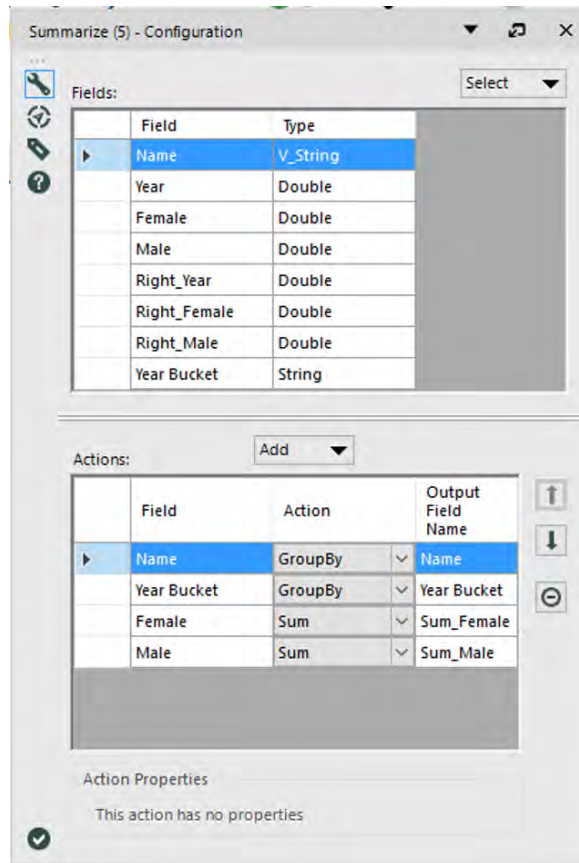 Summarize (5) - Configuration
Fields:
Select
Field Type
Name V_String
Year Double
Female Double
Male Double
Right_Year Double
Right_Female Double
Right_Male Double
Year Bucket String
Actions:
Add
Field Action Output Field Name
Name GroupBy Name
Year Bucket GroupBy Year Bucket
Female Sum Sum_Female
Male Sum Sum_Male
Action Properties
This action has no properties